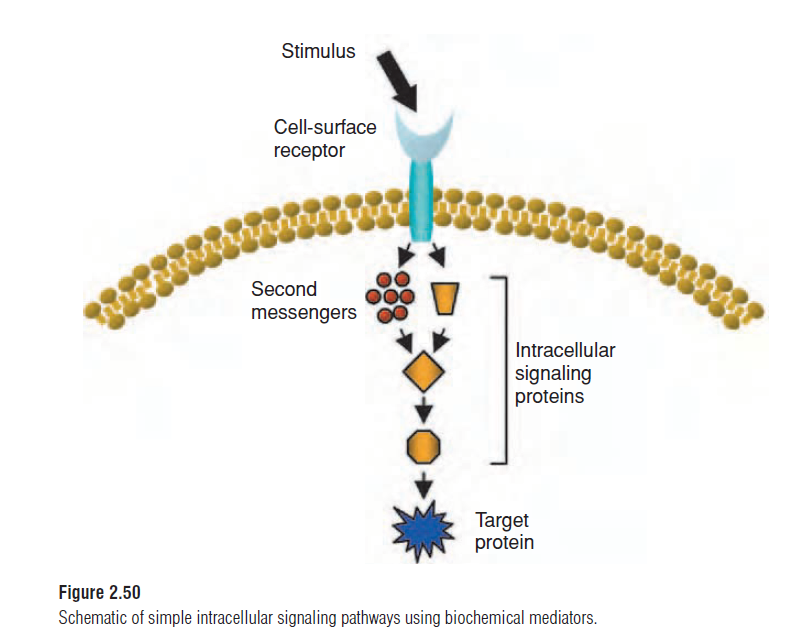 Stimulus
Cell-surface
receptor
Second
messengers
Intracellular
signaling
proteins
Target
protein
Figure 2.50
Schematic of simple intracellular signaling pathways using biochemical mediators.